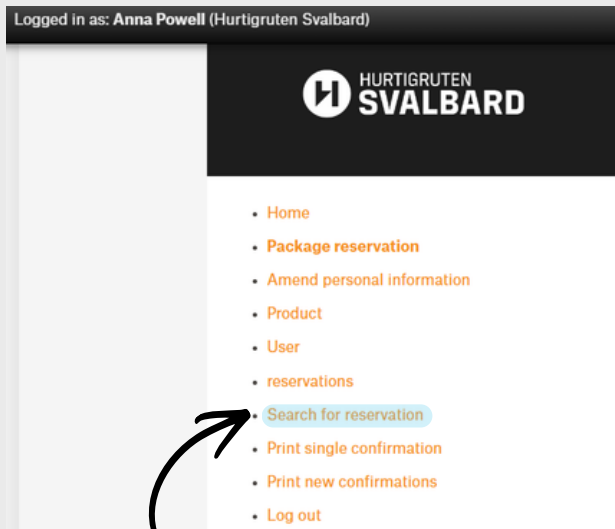 Logged in as: Anna Powell (Hurtigruten Svalbard)
HURTIGRUTEN
SVALBARD
Home
Package reservation
Amend personal information
Product
User
reservations
Search for reservation
Print single confirmation
Print new confirmations
Log out